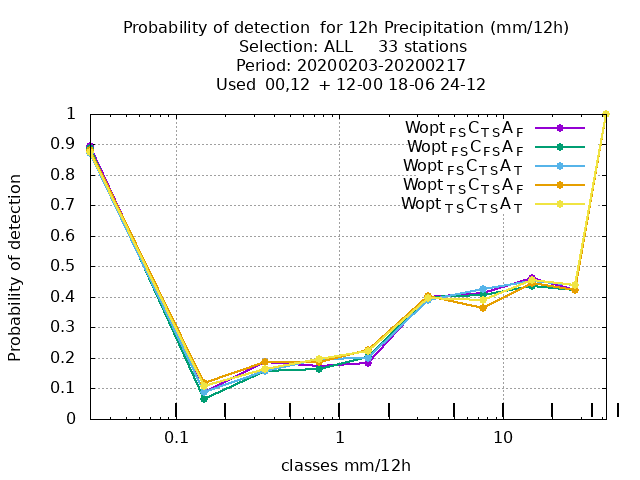 Probability of detection  for 12h Precipitation (mm/12h)
Selection: ALL     33 stations
Period: 20200203-20200217
Used  00,12  + 12-00 18-06 24-12
Probability of detection
1
0.9
0.8
0.7
0.6
0.5
0.4
0.3
0.2
0.1
0
Wopt FS C TS A F
Wopt FS C FS A F
Wopt FS C TS A T
Wopt TS C TS A F
Wopt TS C TS A T
0.1 1 10
classes mm/12h